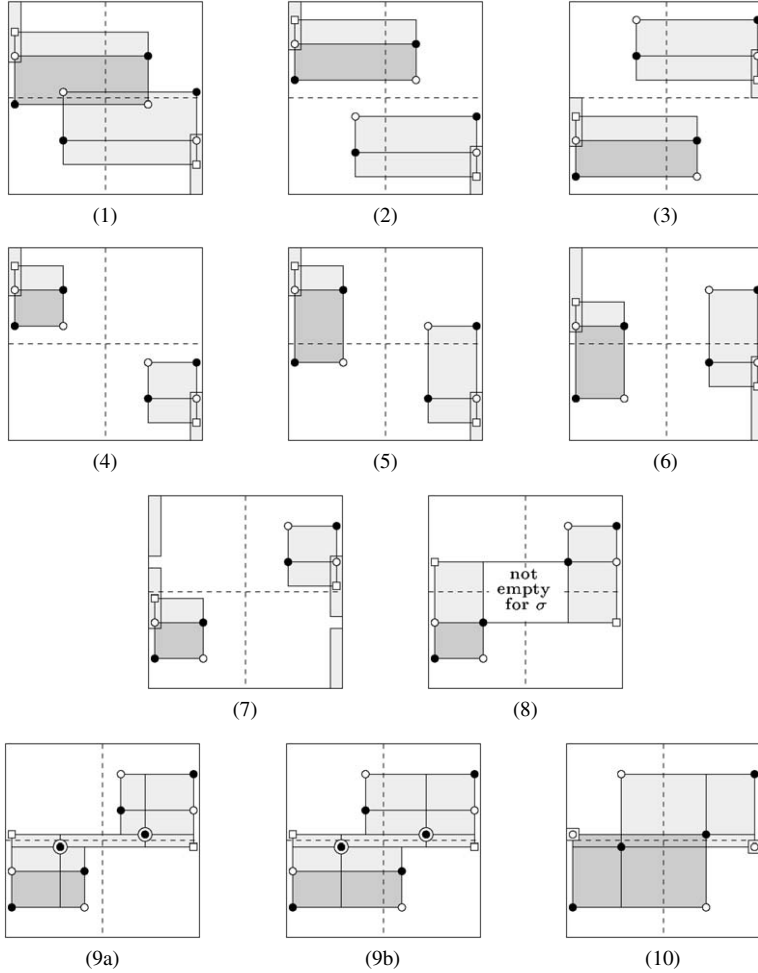 (1) (2) (3)
(4) (5) (6)
not
empty
for σ
(7) (8)
(9a) (9b) (10)